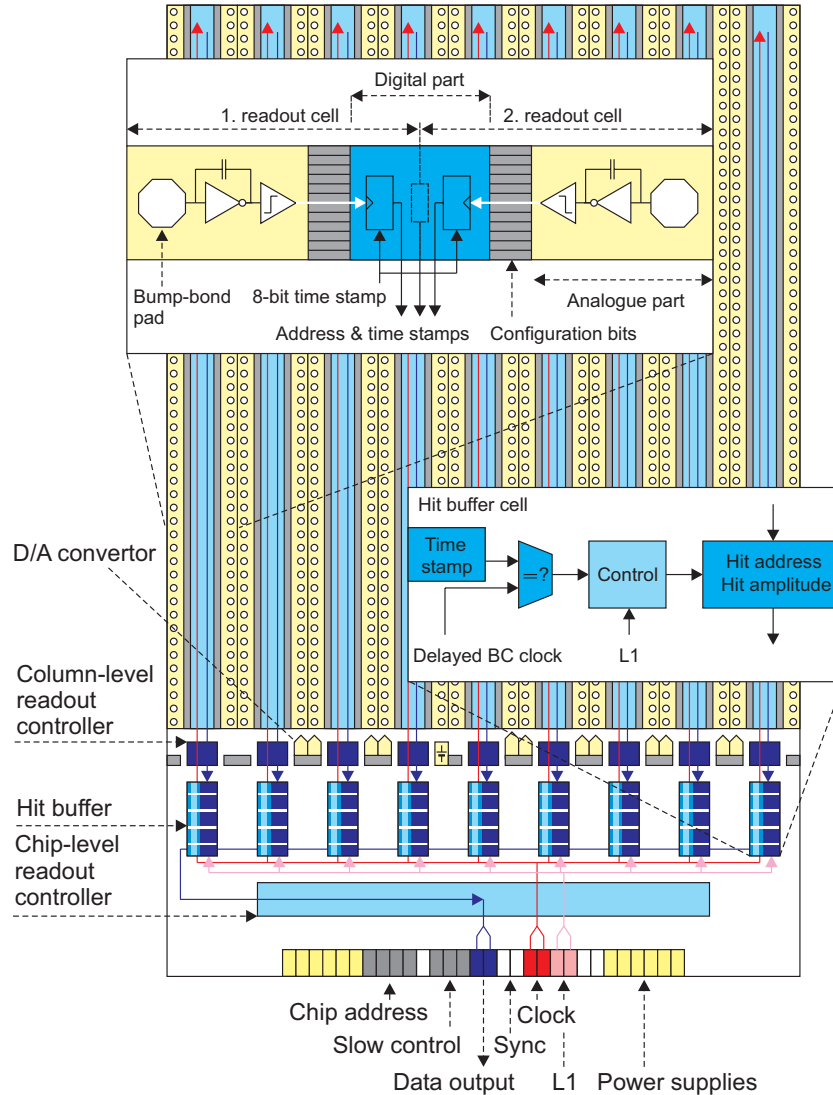 Digital part
1. readout cell
2. readout cell
Bump-bond
pad
8-bit time stamp
Analogue part
Address & time stamps
Configuration bits
Hit buffer cell
Time
stamp
=?
Control
Hit address
Hit amplitude
Delayed BC clock
L1
D/A convertor
Column-level
readout
controller
Hit buffer
Chip-level
readout
controller
Chip address
Clock
Slow control
Sync
Data output
L1
Power supplies